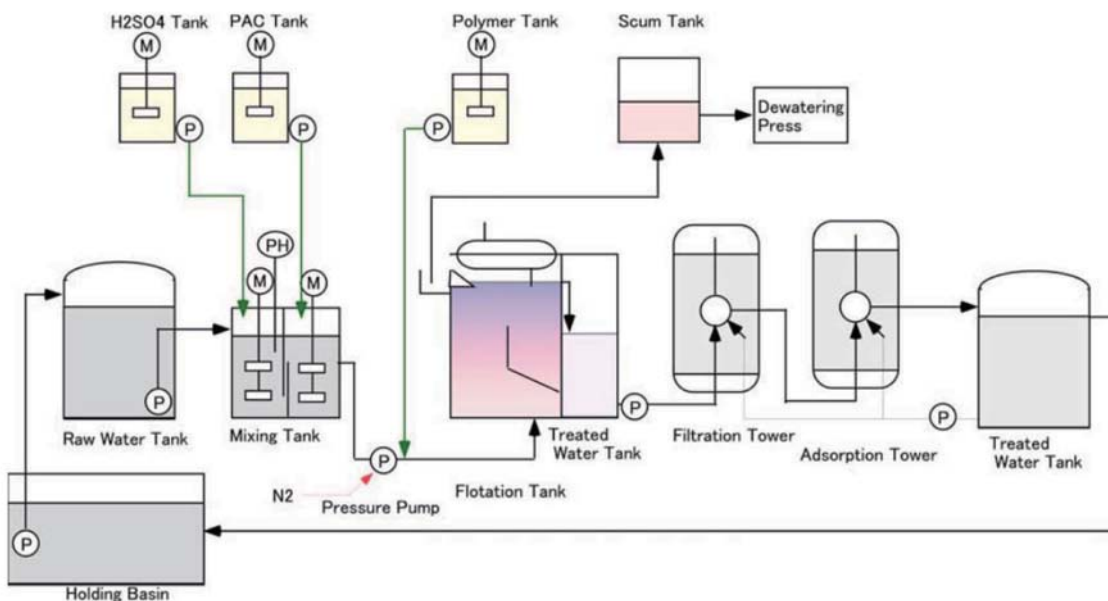 H2SO4 Tank
PAC Tank
Polymer Tank
Scum Tank
M
M
M
P
P
P
Dewatering
Press
PH
M
M
P
Raw Water Tank
Mixing Tank
P
Treated
Water Tank
Filtration Tower
Adsorption Tower
P
Treated
Water Tank
P
N2
Pressure Pump
Flotation Tank
P
Holding Basin